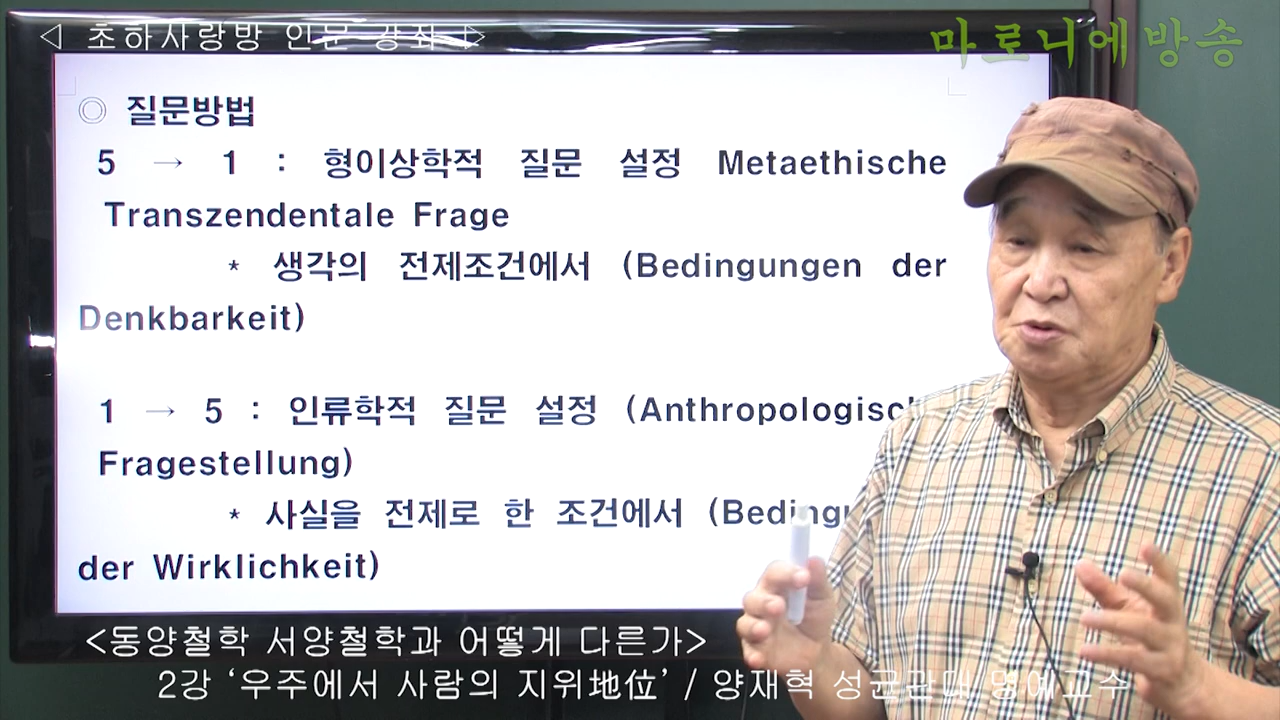 ◁ 초하사랑방 인문 강좌 ▷
마로니에방송
◎ 질문방법
5 → 1 : 형이상학적 질문 설정 Metaethische
Transzendentale Frage
* 생각의 전제조건에서 (Bedingungen der
Denkbarkeit)
1 → 5 : 인류학적 질문 설정 (Anthropologisch
Fragestellung)
* 사실을 전제로 한 조건에서
der Wirklichkeit)
<동양철학 서양철학과 어떻게 다른가>
2강 ‘우주에서 사람의 지위地位’ / 양재혁 성균관대 명예교수